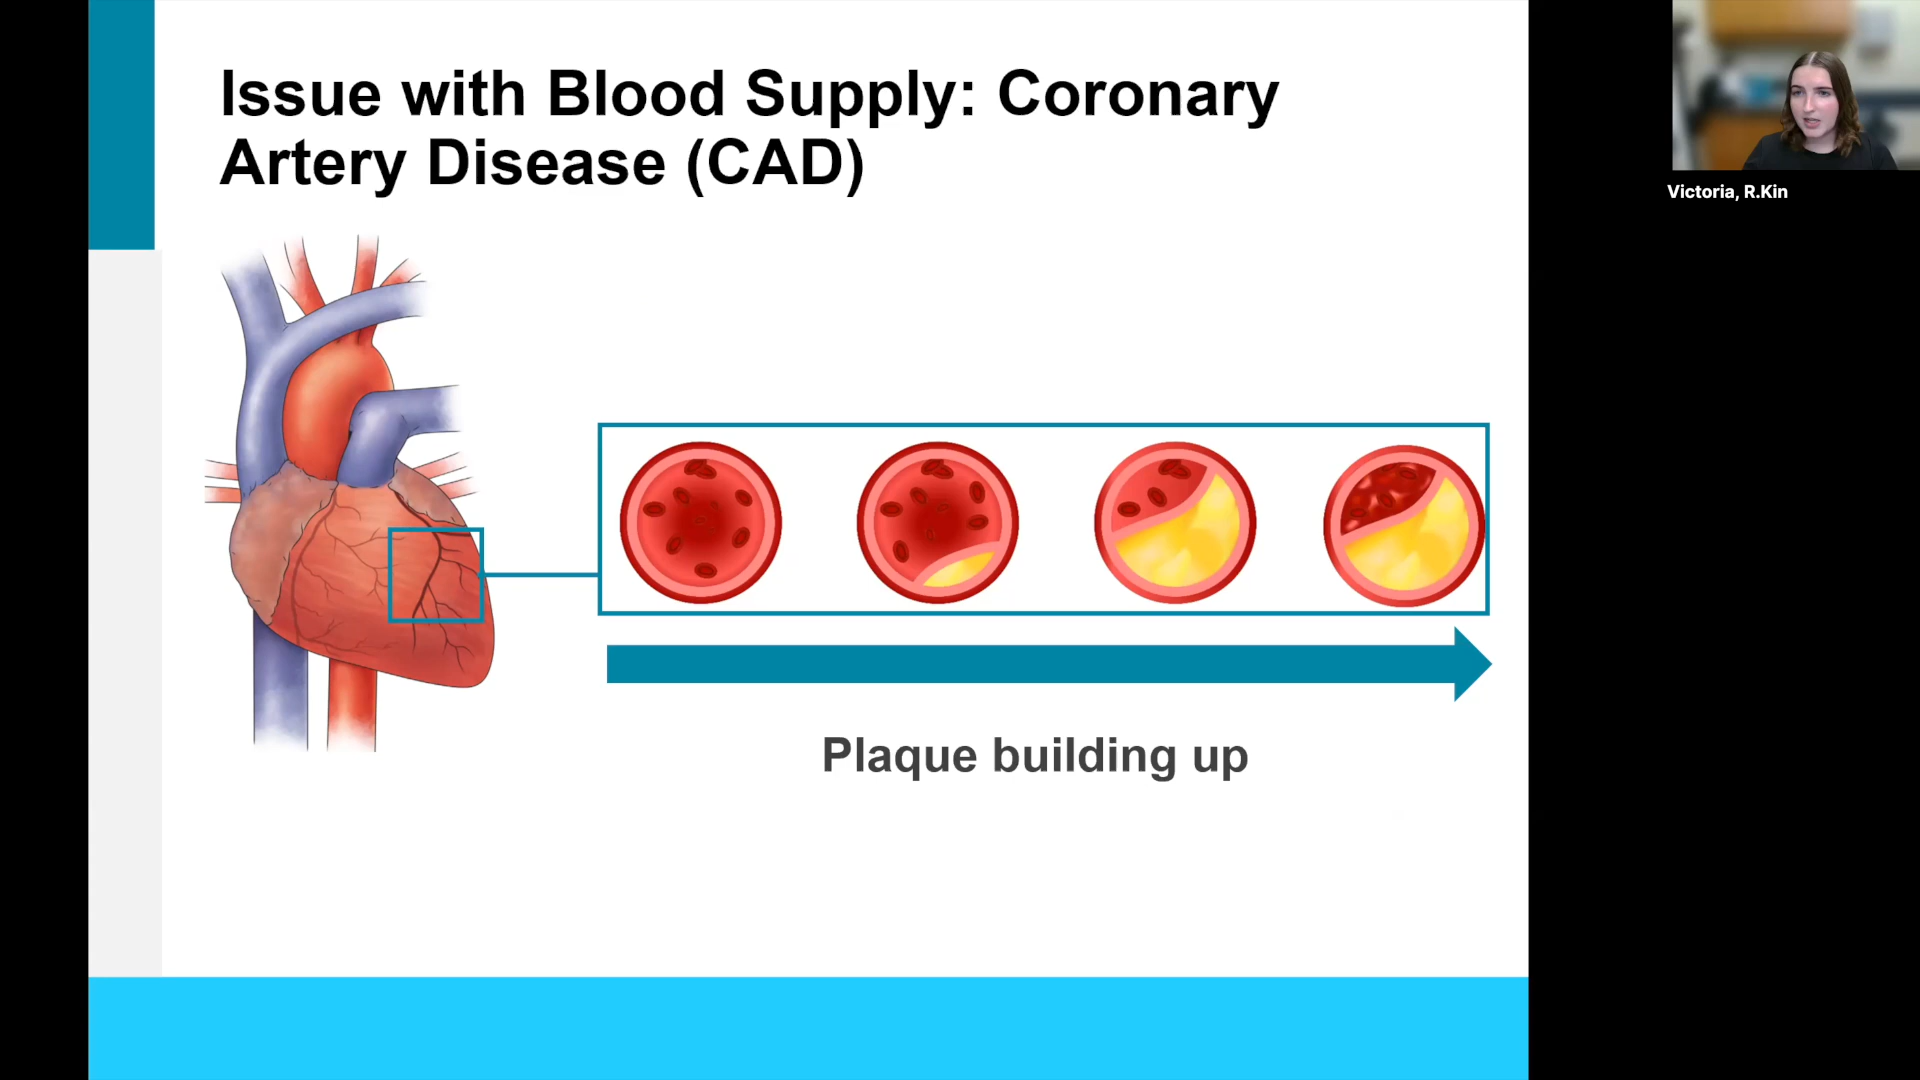 Issue with Blood Supply: Coronary
Artery Disease (CAD)
Victoria, R.Kin
Plaque building up